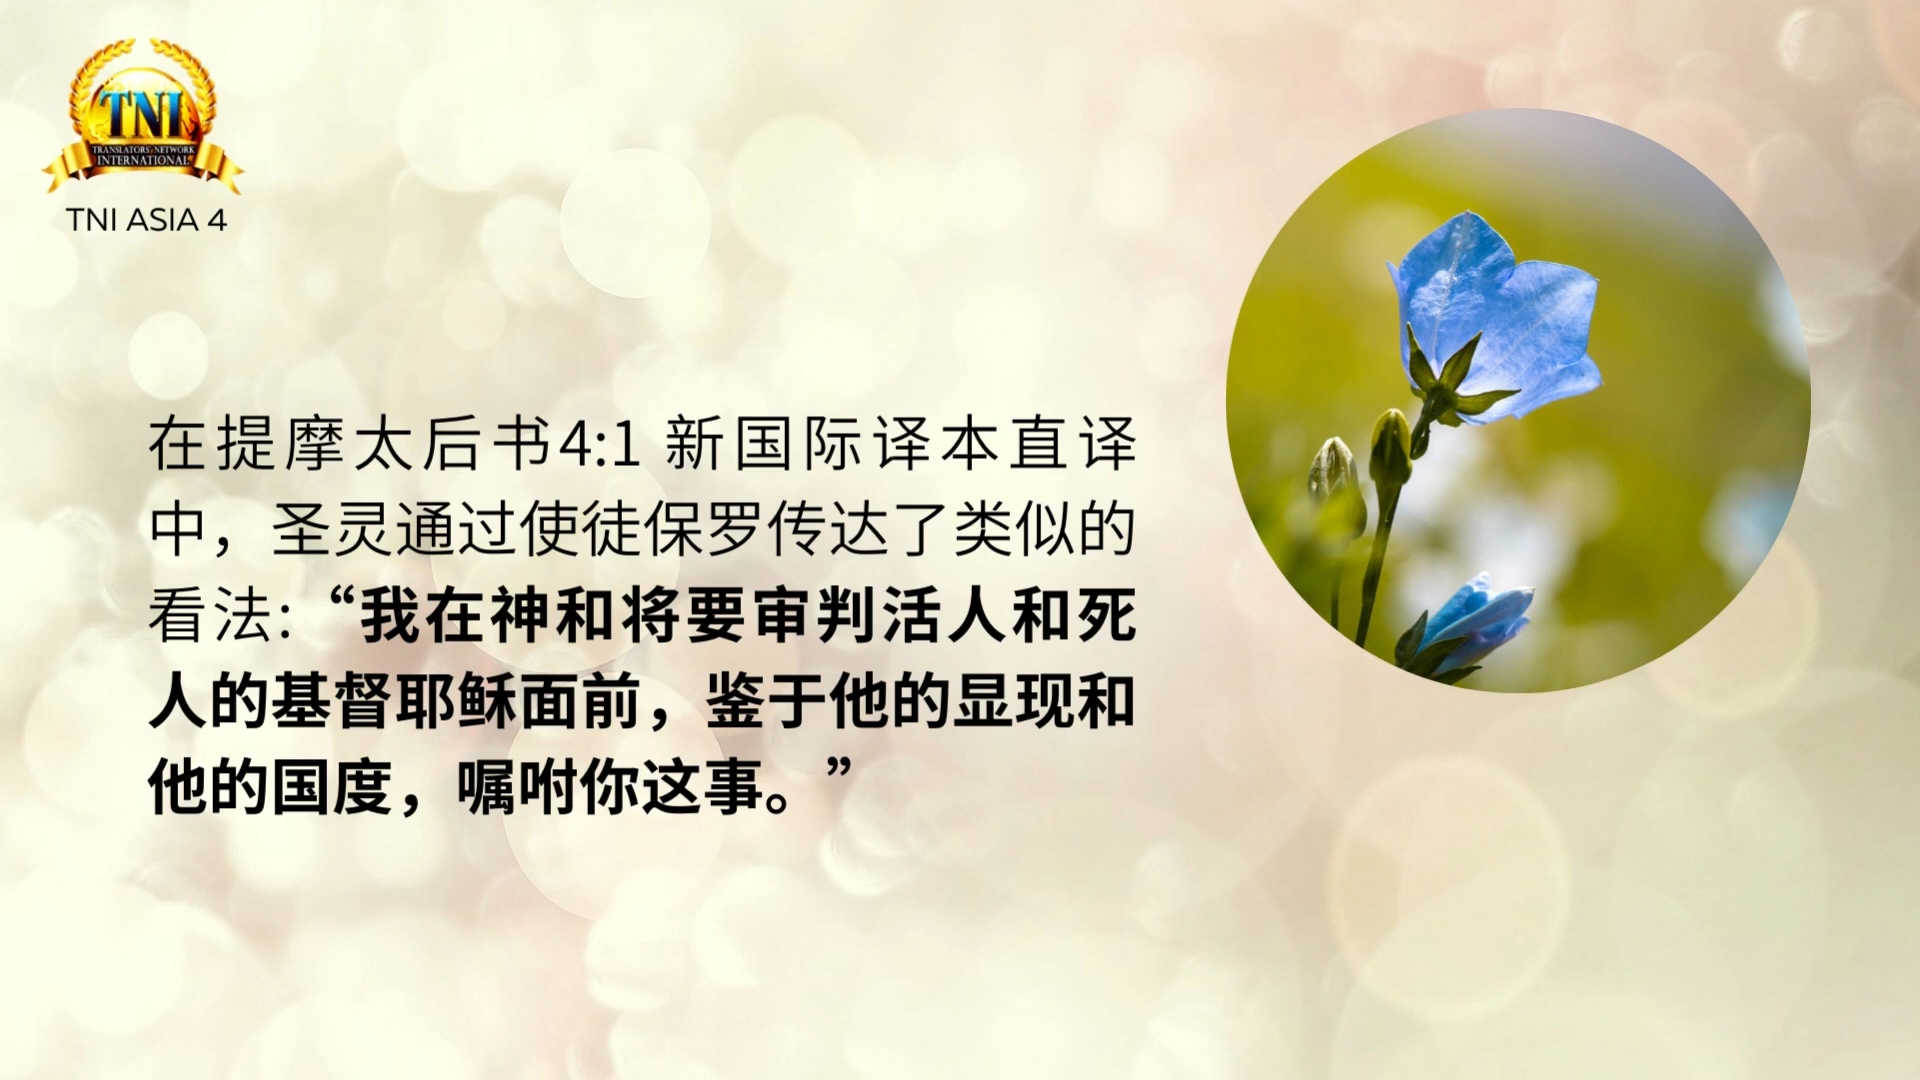 TNI
TRANSLATORS' NETWORK
INTERNATIONAL
TNI ASIA 4
在提摩太后书4:1 新国际译本直译
中，圣灵通过使徒保罗传达了类似的
看法:“我在神和将要审判活人和死
人的基督耶稣面前，鉴于他的显现和
他的国度，嘱咐你这事。”